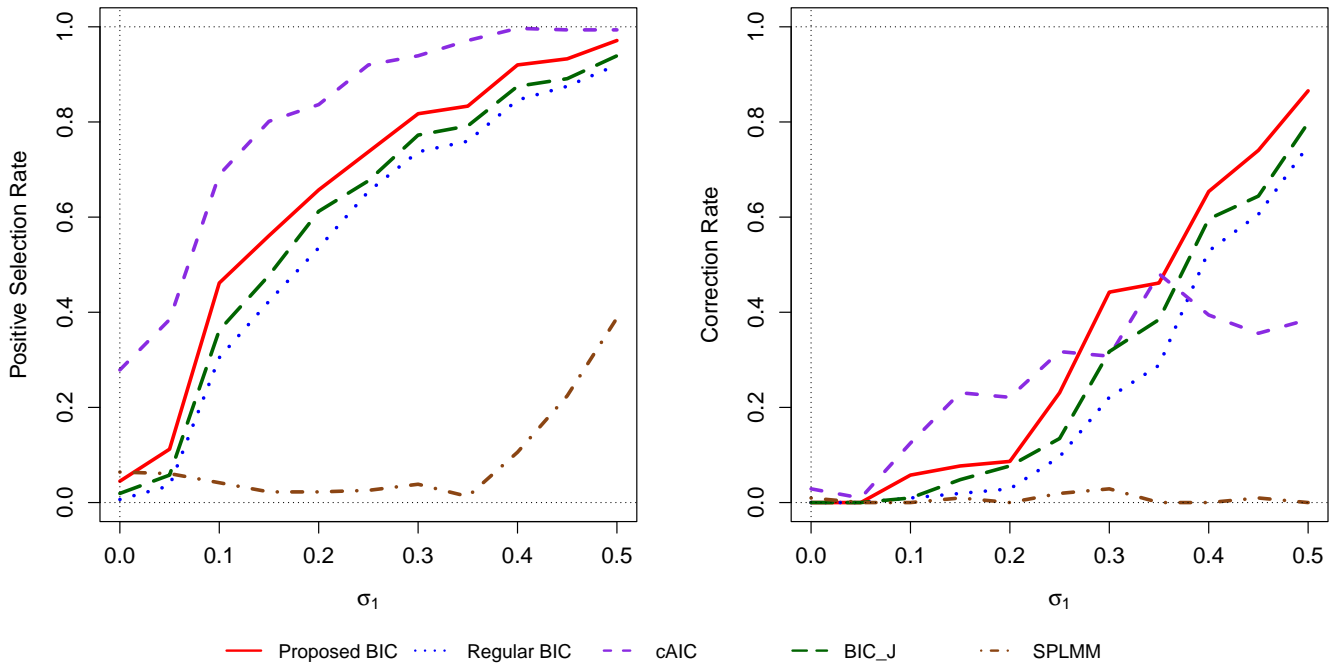 Positive Selection Rate
1.0
0.8
0.6
0.4
0.2
0.0
0.0 0.1 0.2 0.3 0.4 0.5
σ1
Correction Rate
1.0
0.8
0.6
0.4
0.2
0.0
0.0 0.1 0.2 0.3 0.4 0.5
σ1
Proposed BIC Regular BIC cAIC BIC_J SPLMM